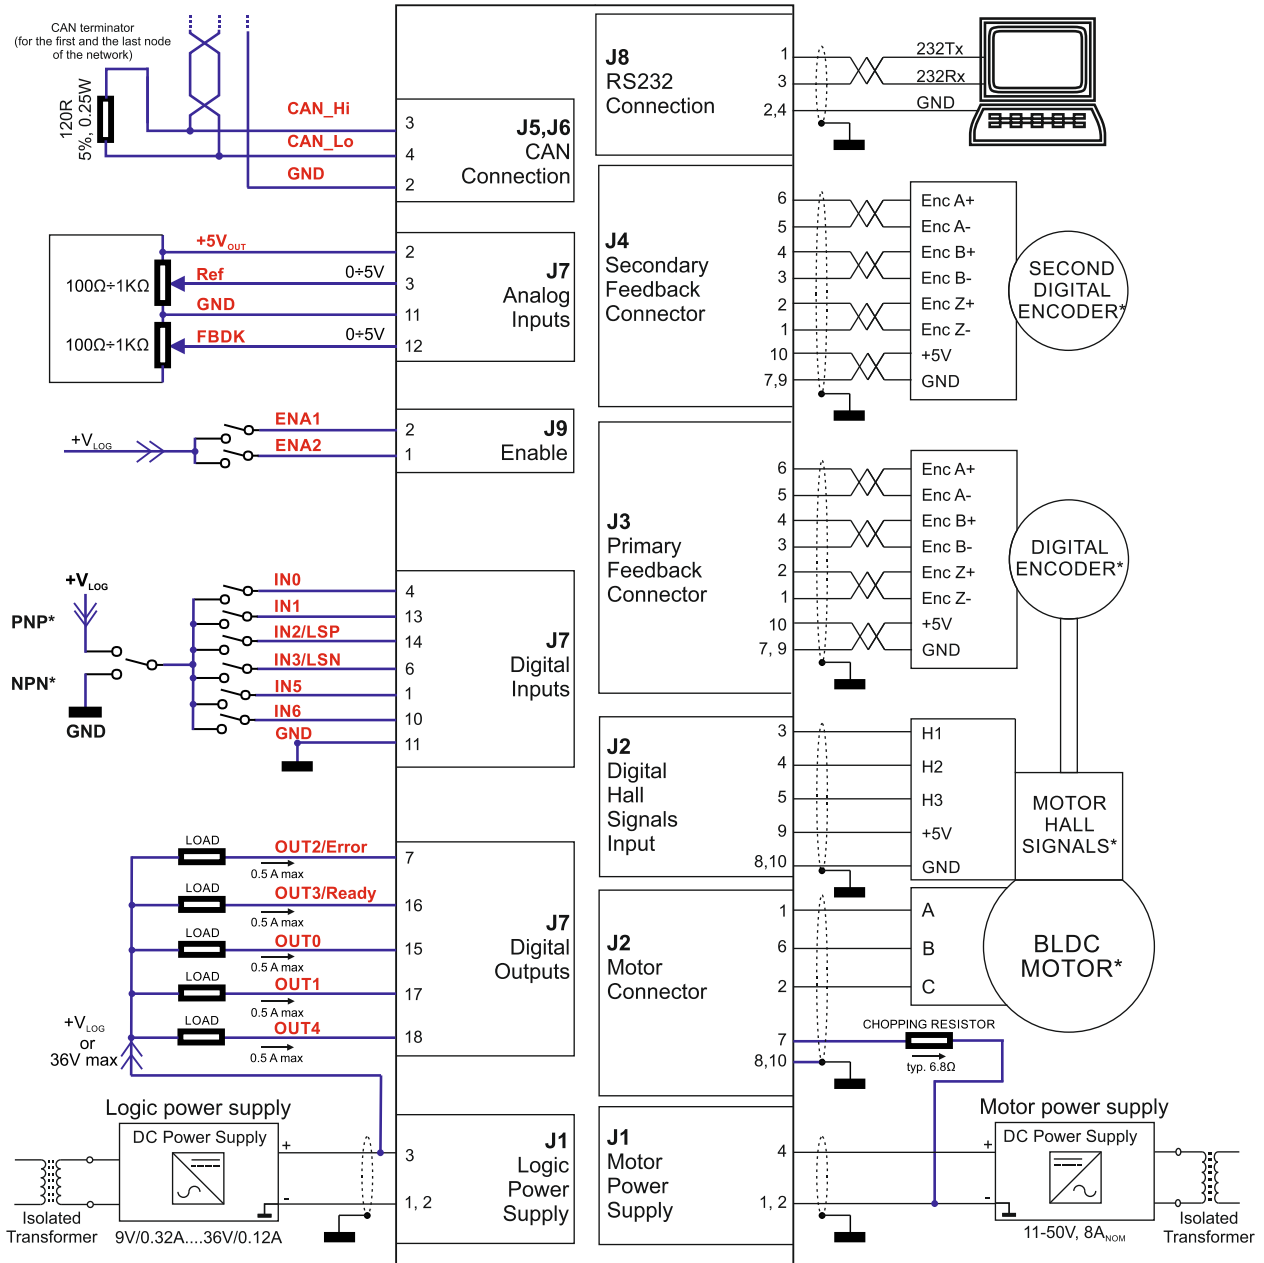 CAN terminator
(for the first and the last node
of the network)
120R
5%, 0.25W
CAN_Hi
3
CAN_Lo
4
GND
2
J5,J6
CAN
Connection
+5VOUT
2
100Ω÷1KΩ
Ref
0÷5V
3
GND
11
100Ω÷1KΩ
FBDK
0÷5V
12
J7
Analog
Inputs
+VLOG
ENA1
2
ENA2
1
J9
Enable
+VLOG
PNP*
NPN*
GND
IN0
4
IN1
13
IN2/LSP
14
IN3/LSN
6
IN5
1
IN6
10
GND
11
J7
Digital
Inputs
LOAD
OUT2/Error
0.5 A max
7
LOAD
OUT3/Ready
0.5 A max
16
LOAD
OUT0
0.5 A max
15
LOAD
OUT1
0.5 A max
17
LOAD
OUT4
0.5 A max
18
+VLOG
or
36V max
J7
Digital
Outputs
Logic power supply
DC Power Supply
+
-
Isolated
Transformer
9V/0.32A....36V/0.12A
3
1, 2
J1
Logic
Power
Supply
J8
RS232
Connection
1
232Tx
3
232Rx
2,4
GND
J4
Secondary
Feedback
Connector
6
Enc A+
5
Enc A-
4
Enc B+
3
Enc B-
2
Enc Z+
1
Enc Z-
10
+5V
7,9
GND
SECOND
DIGITAL
ENCODER*
J3
Primary
Feedback
Connector
6
Enc A+
5
Enc A-
4
Enc B+
3
Enc B-
2
Enc Z+
1
Enc Z-
10
+5V
7, 9
GND
DIGITAL
ENCODER*
J2
Digital
Hall
Signals
Input
3
H1
4
H2
5
H3
9
+5V
8,10
GND
MOTOR
HALL
SIGNALS*
J2
Motor
Connector
1
A
6
B
2
C
BLDC
MOTOR*
7
CHOPPING RESISTOR
typ. 6.8Ω
8,10
J1
Motor
Power
Supply
4
1, 2
Motor power supply
DC Power Supply
+
-
11-50V, 8ANOM
Isolated
Transformer